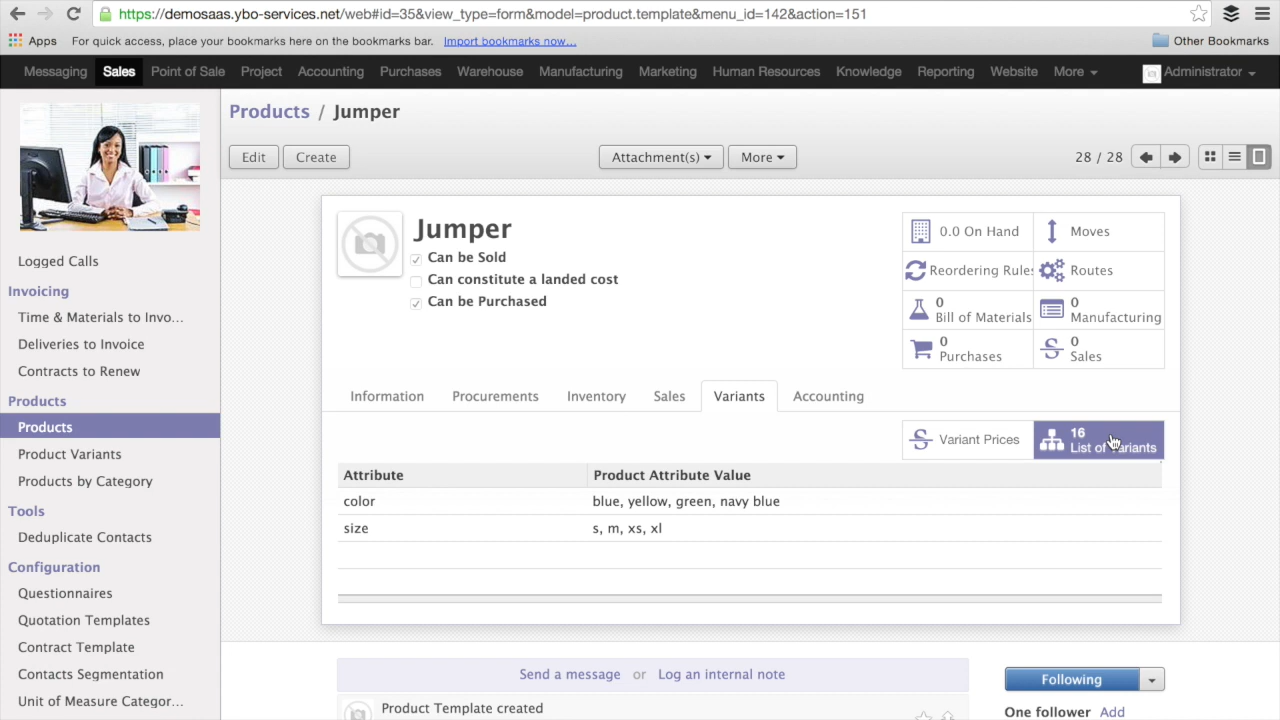 https://demosaas.ybo-services.net/web#id=35&view_type=form&model=product.template&menu_id=142&action=151
Apps For quick access, place your bookmarks here on the bookmarks bar. Import bookmarks now... Other Bookmarks
Messaging Sales Point of Sale Project Accounting Purchases Warehouse Manufacturing Marketing Human Resources Knowledge Reporting Website More Administrator
Products / Jumper
Edit Create Attachment(s) More 28 / 28
Logged Calls
Invoicing
Time & Materials to Invo...
Deliveries to Invoice
Contracts to Renew
Products
Products
Product Variants
Products by Category
Tools
Deduplicate Contacts
Configuration
Questionnaires
Quotation Templates
Contract Template
Contacts Segmentation
Unit of Measure Categor...
Jumper
Can be Sold
Can constitute a landed cost
Can be Purchased
0.0 On Hand Moves
Reordering Rules Routes
0 Bill of Materials 0 Manufacturing
0 Purchases 0 Sales
Information Procurements Inventory Sales Variants Accounting
Variant Prices 16 List of Variants
Attribute Product Attribute Value
color blue, yellow, green, navy blue
size s, m, xs, xl
Send a message or Log an internal note
Following
Product Template created
One follower Add